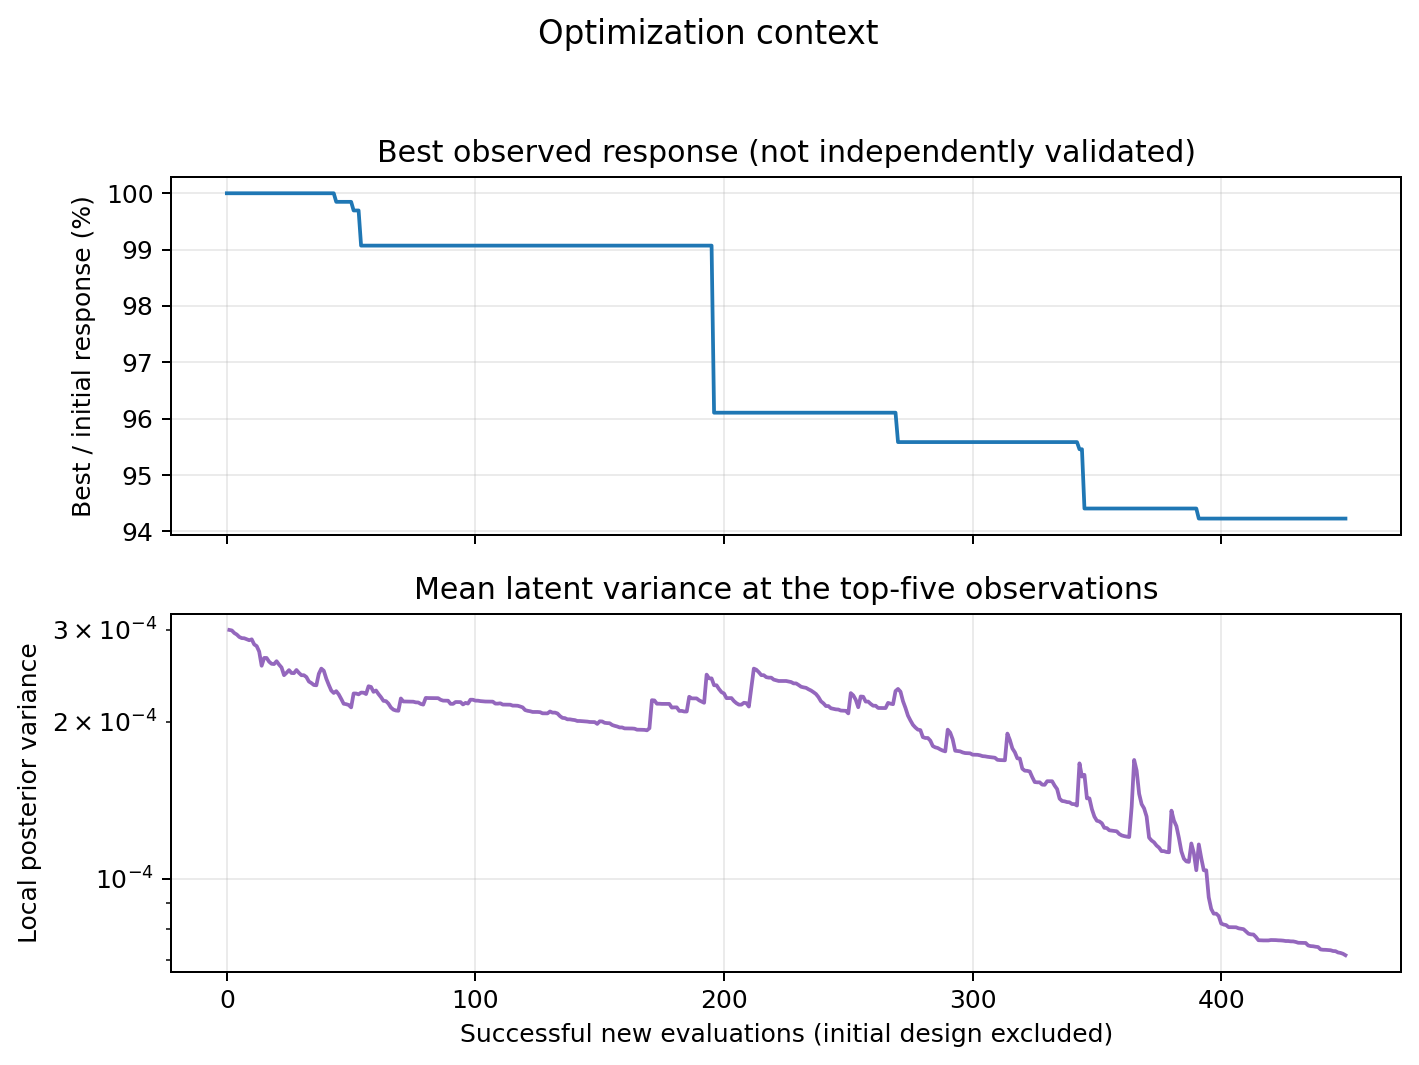 Optimization context
Best observed response (not independently validated)
Best / initial response (%)
100
99
98
97
96
95
94
Mean latent variance at the top-five observations
Local posterior variance
3 × 10⁻⁴
2 × 10⁻⁴
10⁻⁴
0 100 200 300 400
Successful new evaluations (initial design excluded)